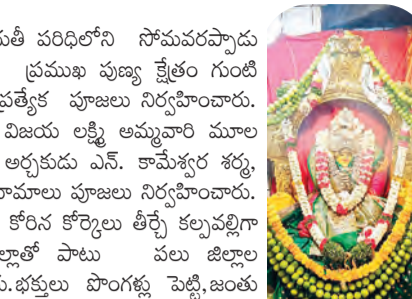 యతీ పరిధిలోని సోమవరప్పాడు
ప్రముఖ పుణ్య క్షేత్రం గుంటి
ప్రత్యేక పూజలు నిర్వహించారు.
విజయ లక్ష్మి అమ్మవారి మూల
అర్చకుడు ఎన్. కామేశ్వర శర్మ,
హోమాలు పూజలు నిర్వహించారు.
కోరిన కోర్కెలు తీర్చే కల్పవల్లిగా
ల్లాతో పాటు పలు జిల్లాల
భక్తులు పొంగళ్లు పెట్టి, జంతు